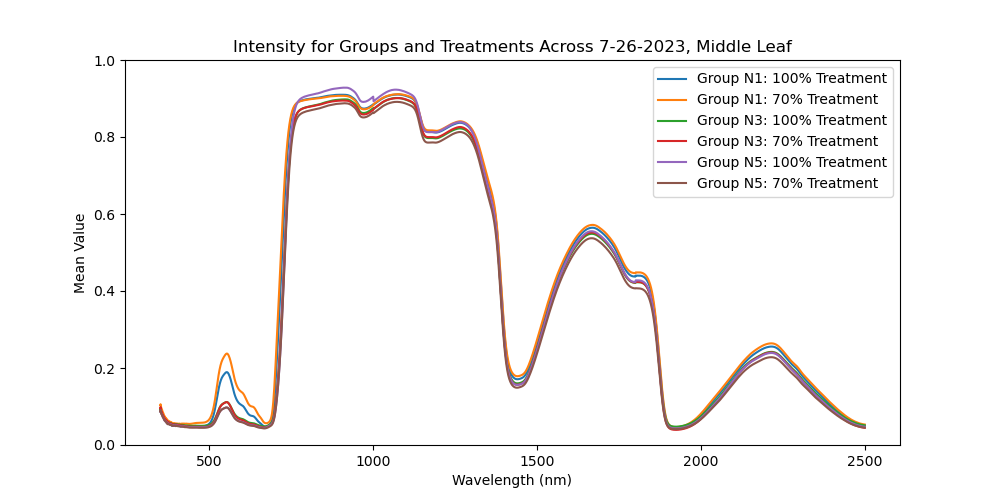 Intensity for Groups and Treatments Across 7-26-2023, Middle Leaf
1.0
0.8
0.6
0.4
0.2
0.0
Mean Value
Group N1: 100% Treatment
Group N1: 70% Treatment
Group N3: 100% Treatment
Group N3: 70% Treatment
Group N5: 100% Treatment
Group N5: 70% Treatment
500 1000 1500 2000 2500
Wavelength (nm)